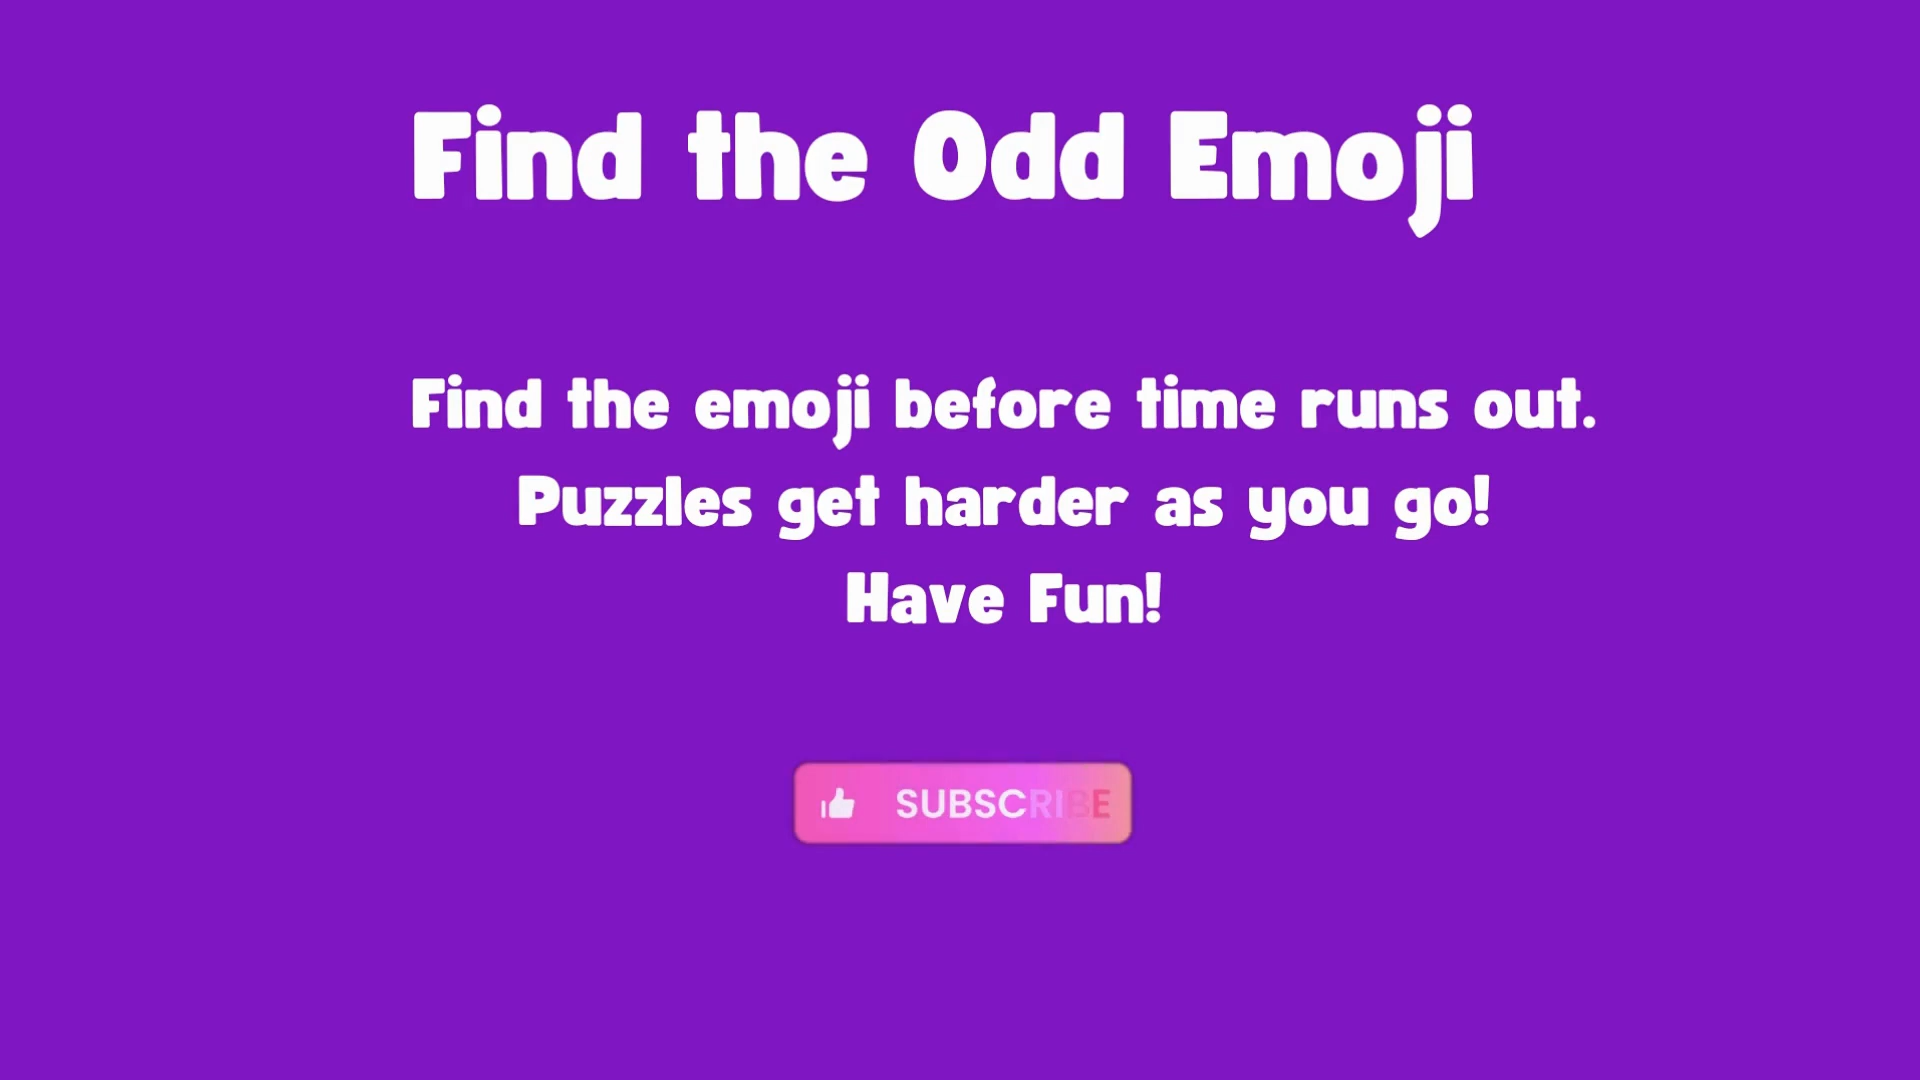 Find the Odd Emoji
Find the emoji before time runs out.
Puzzles get harder as you go!
Have Fun!
SUBSCRIBE